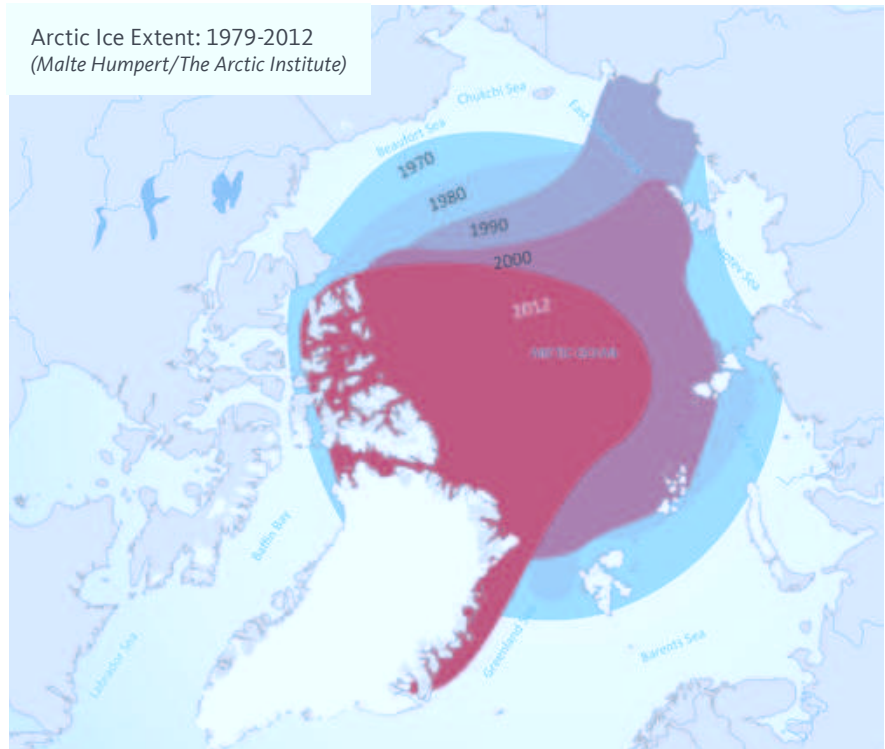 Arctic Ice Extent: 1979-2012
(Malte Humpert/The Arctic Institute)
Chukchi Sea
East
Beaufort Sea
1970
1980
1990
2000
2012
Sea
Baffin Bay
Greenland
Barents Sea
Labrador Sea